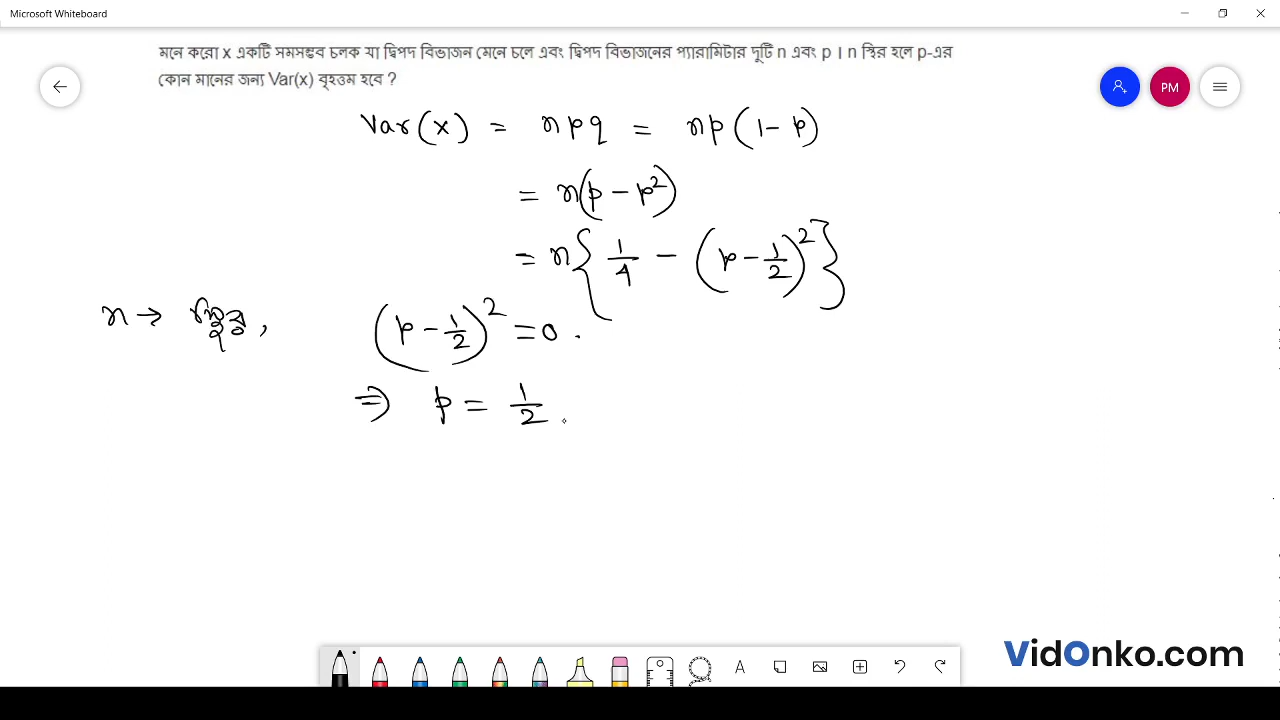 Microsoft Whiteboard
মনে করো x একটি সমসম্ভব চলক যা দ্বিপদ বিভাজন মেনে চলে এবং দ্বিপদ বিভাজনের প্যারামিটার দুটি n এবং p । n স্থির হলে p-এর
কোন মানের জন্য Var(x) বৃহত্তম হবে ?
PM
Var(x) = npq = np(1-p)
= n(p-p²)
= n{1/4 - (p-1/2)²}
n → স্থির, (p-1/2)² = 0.
⇒ p = 1/2.
VidOnko.com